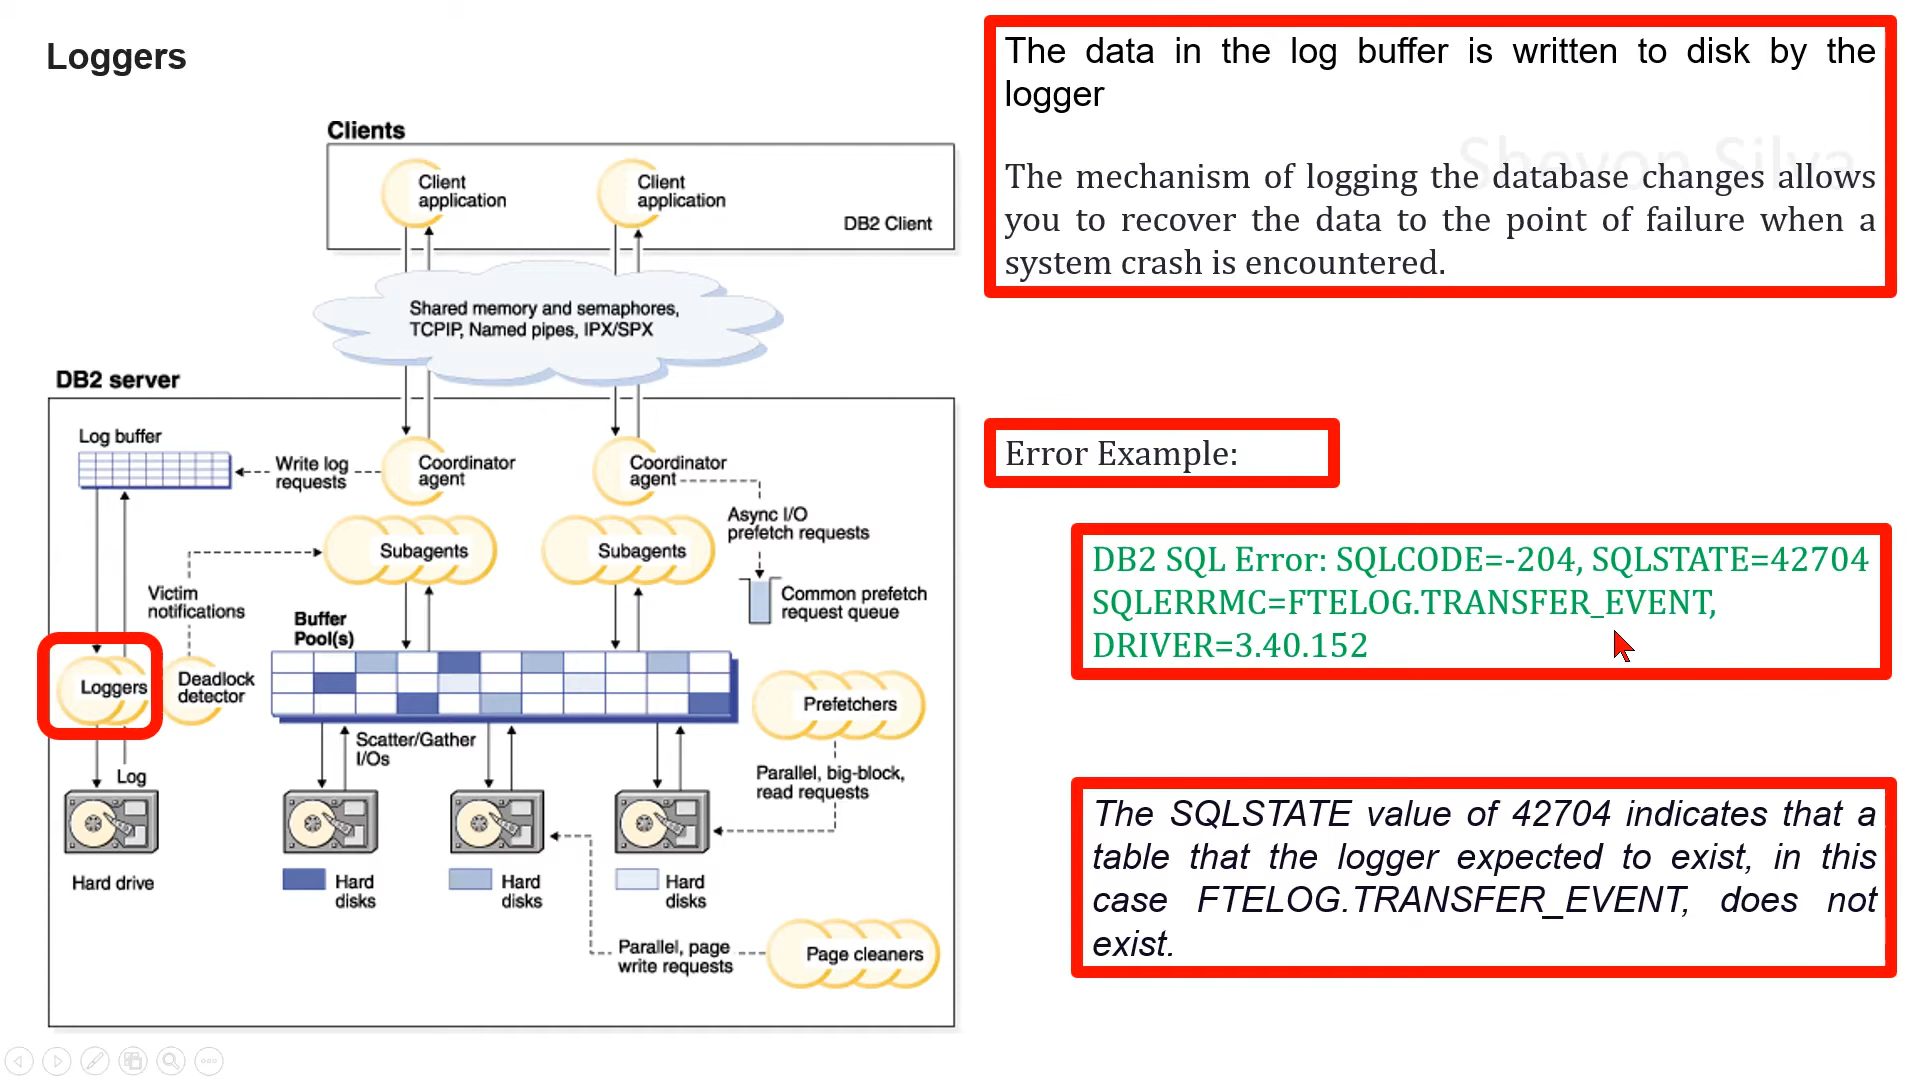 Loggers
The data in the log buffer is written to disk by the
logger
Shevon Silva
The mechanism of logging the database changes allows
you to recover the data to the point of failure when a
system crash is encountered.
Clients
Client
application
Client
application
DB2 Client
Shared memory and semaphores,
TCPIP, Named pipes, IPX/SPX
DB2 server
Log buffer
Write log
requests
Coordinator
agent
Coordinator
agent
Async I/O
prefetch requests
Subagents
Subagents
Victim
notifications
Common prefetch
request queue
Buffer
Pool(s)
Loggers
Deadlock
detector
Prefetchers
Scatter/Gather
I/Os
Log
Parallel, big-block,
read requests
Hard drive
Hard
disks
Hard
disks
Hard
disks
Parallel, page
write requests
Page cleaners
Error Example:
DB2 SQL Error: SQLCODE=-204, SQLSTATE=42704
SQLERRMC=FTELOG.TRANSFER_EVENT,
DRIVER=3.40.152
The SQLSTATE value of 42704 indicates that a
table that the logger expected to exist, in this
case FTELOG.TRANSFER_EVENT, does not
exist.